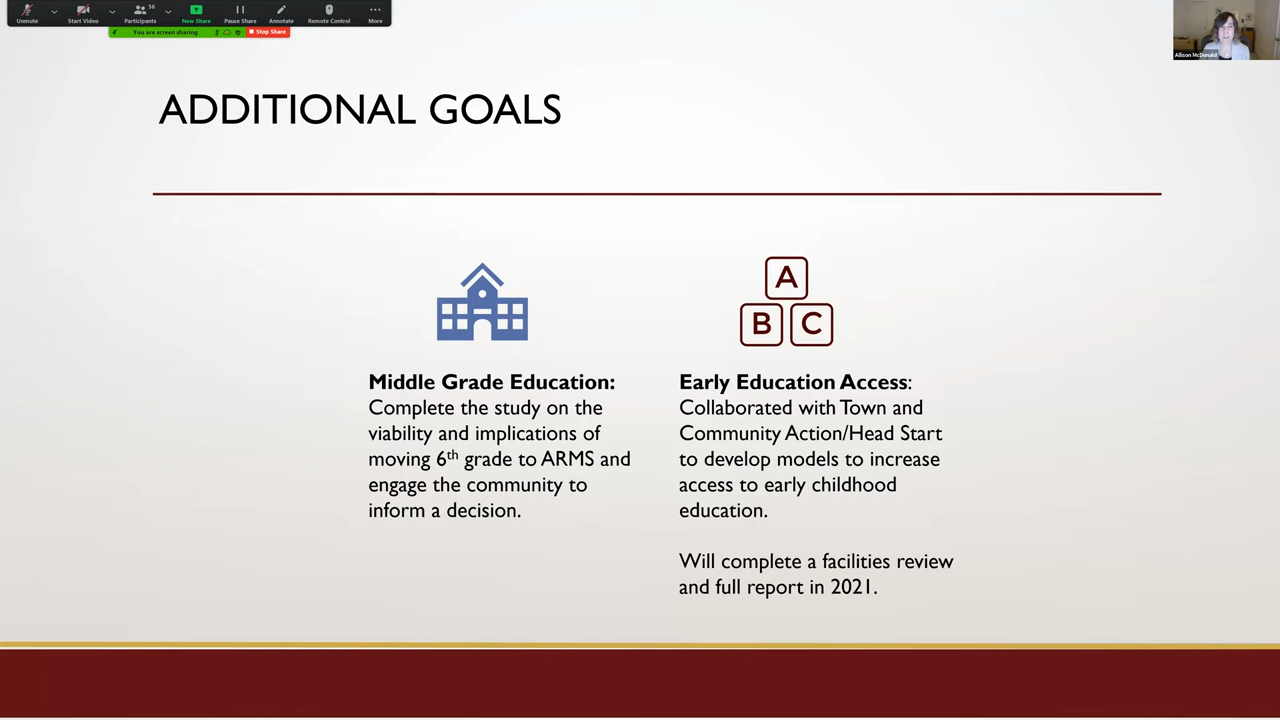 Unmute
Start Video
Participants
56
New Share
Pause Share
Annotate
Remote Control
More
You are screen sharing
Stop Share
Allison McDonald
ADDITIONAL GOALS
A
B C
Middle Grade Education:
Complete the study on the
viability and implications of
moving 6th grade to ARMS and
engage the community to
inform a decision.
Early Education Access:
Collaborated with Town and
Community Action/Head Start
to develop models to increase
access to early childhood
education.
Will complete a facilities review
and full report in 2021.